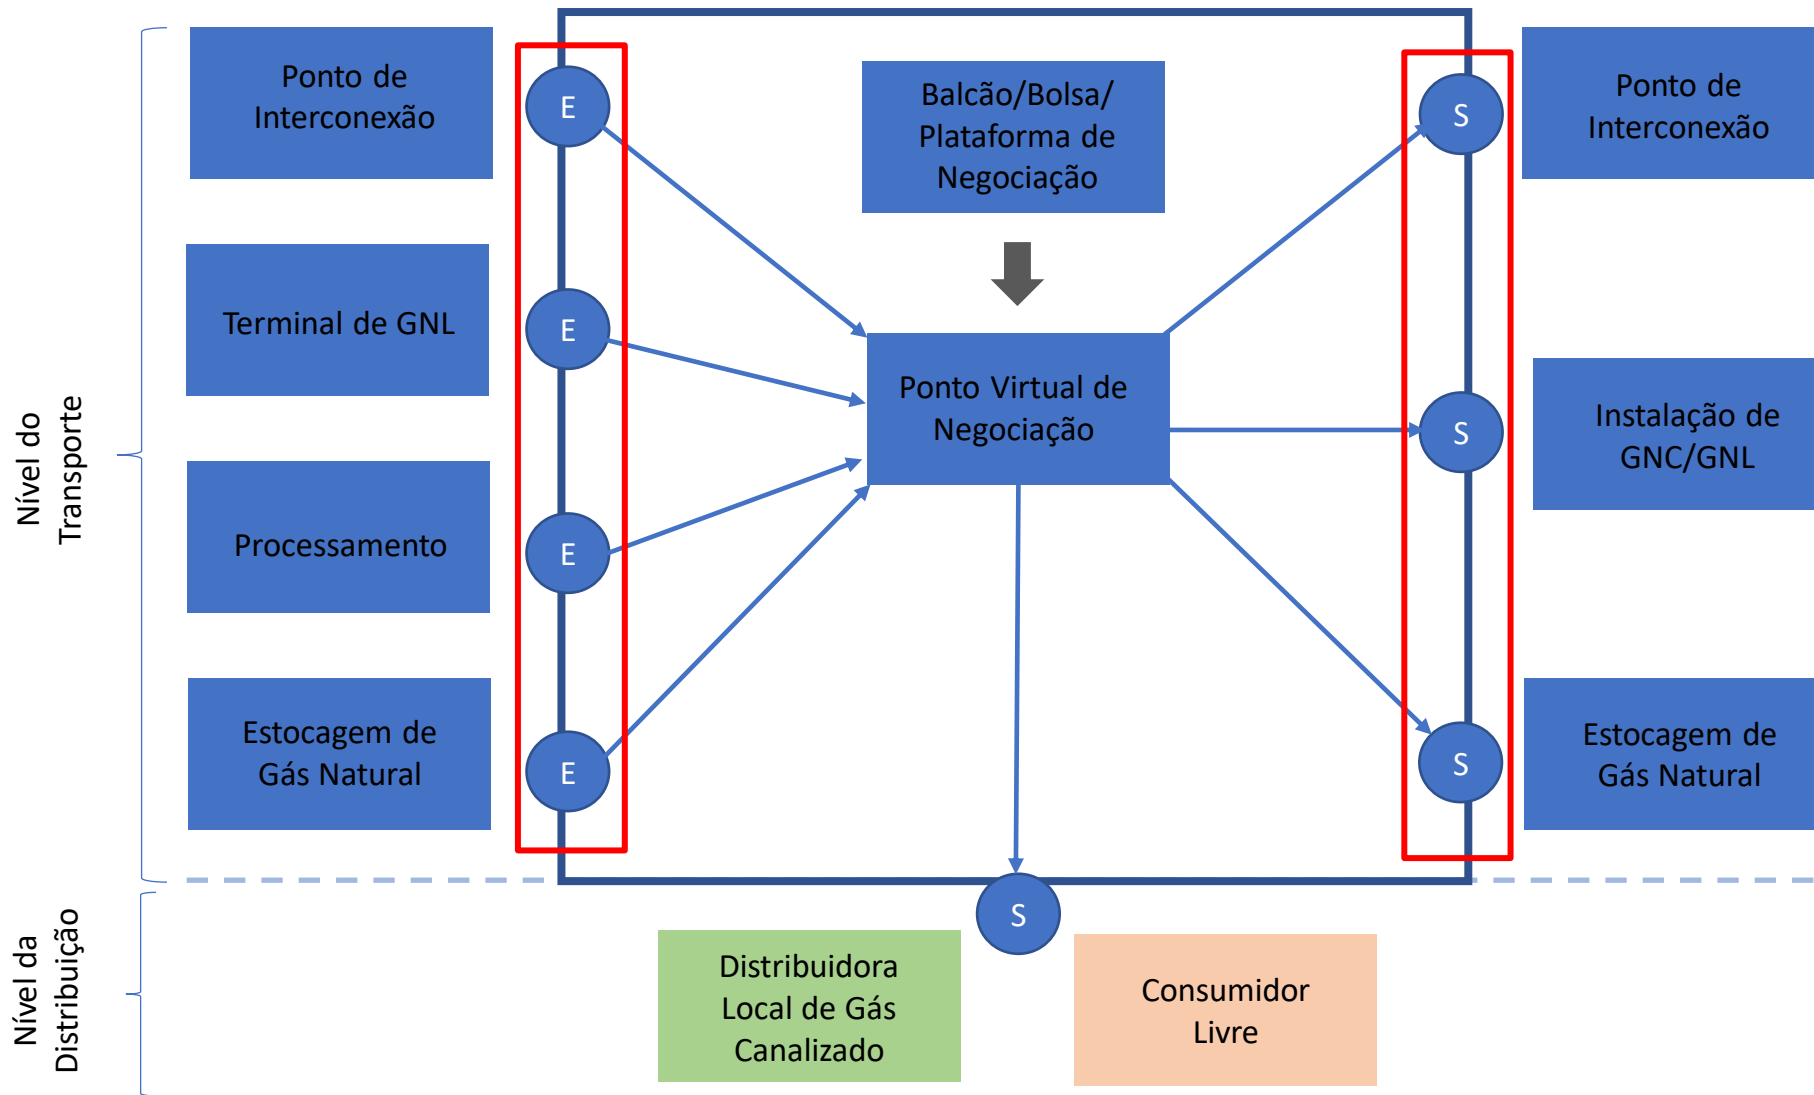 Nível do
Transporte
Nível da
Distribuição
Ponto de
Interconexão
Terminal de GNL
Processamento
Estocagem de
Gás Natural
E
E
E
E
Balcão/Bolsa/
Plataforma de
Negociação
Ponto Virtual de
Negociação
S
S
S
S
Ponto de
Interconexão
Instalação de
GNC/GNL
Estocagem de
Gás Natural
Distribuidora
Local de Gás
Canalizado
Consumidor
Livre